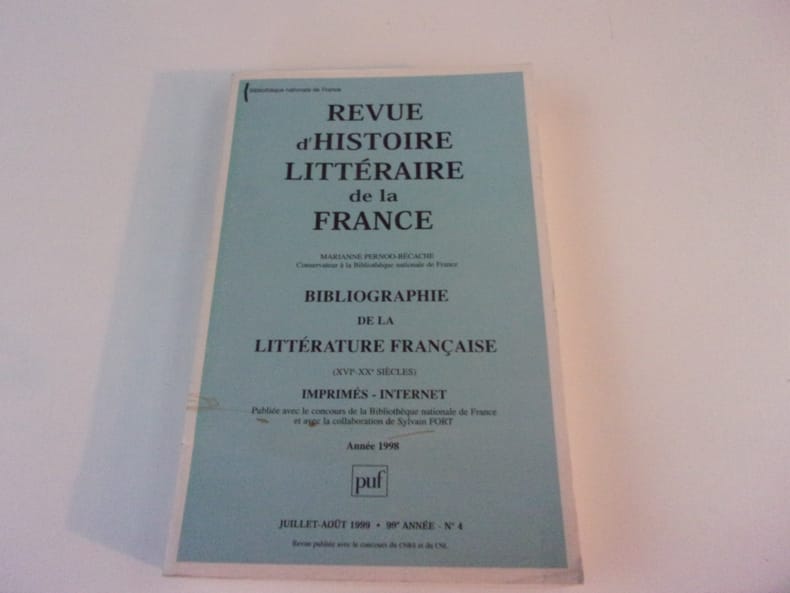 Bibliothèque nationale de France
REVUE
d'HISTOIRE
LITTÉRAIRE
de la
FRANCE
MARIANNE PERNOO-BÉCACHE
Conservateur à la Bibliothèque nationale de France
BIBLIOGRAPHIE
DE LA
LITTÉRATURE FRANÇAISE
(XVIe-XXe SIÈCLES)
IMPRIMÉS - INTERNET
Publiée avec le concours de la Bibliothèque nationale de France
et avec la collaboration de Sylvain FORT
Année 1998
puf
JUILLET-AOÛT 1999 • 99e ANNÉE - N° 4
Revue publiée avec le concours du CNRS et du CNL